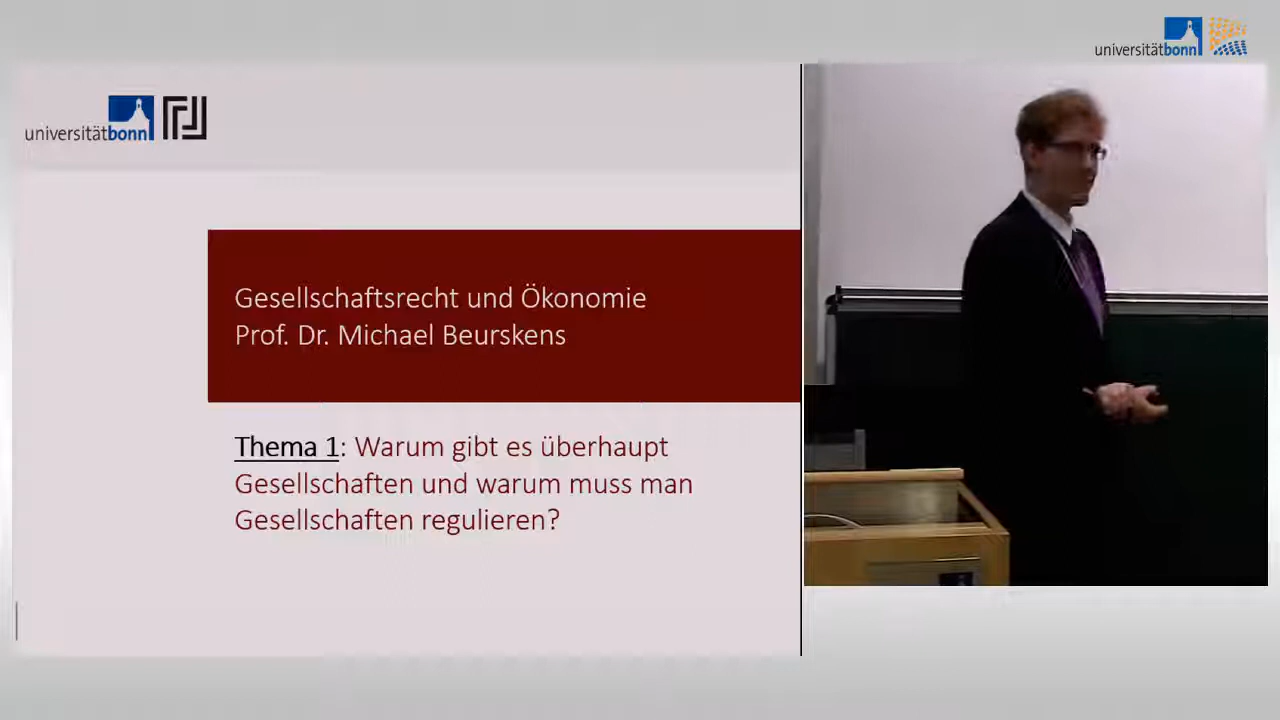 universitätbonn
universitätbonn
Gesellschaftsrecht und Ökonomie
Prof. Dr. Michael Beurskens
Thema 1: Warum gibt es überhaupt
Gesellschaften und warum muss man
Gesellschaften regulieren?